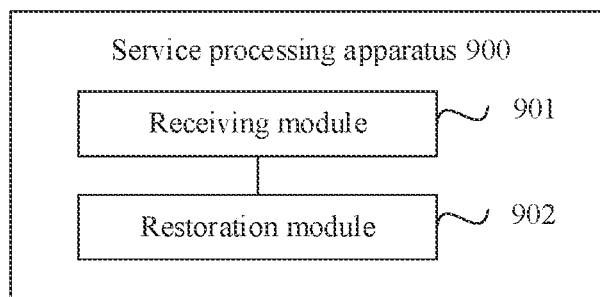 Service processing apparatus 900
Receiving module
901
Restoration module
902